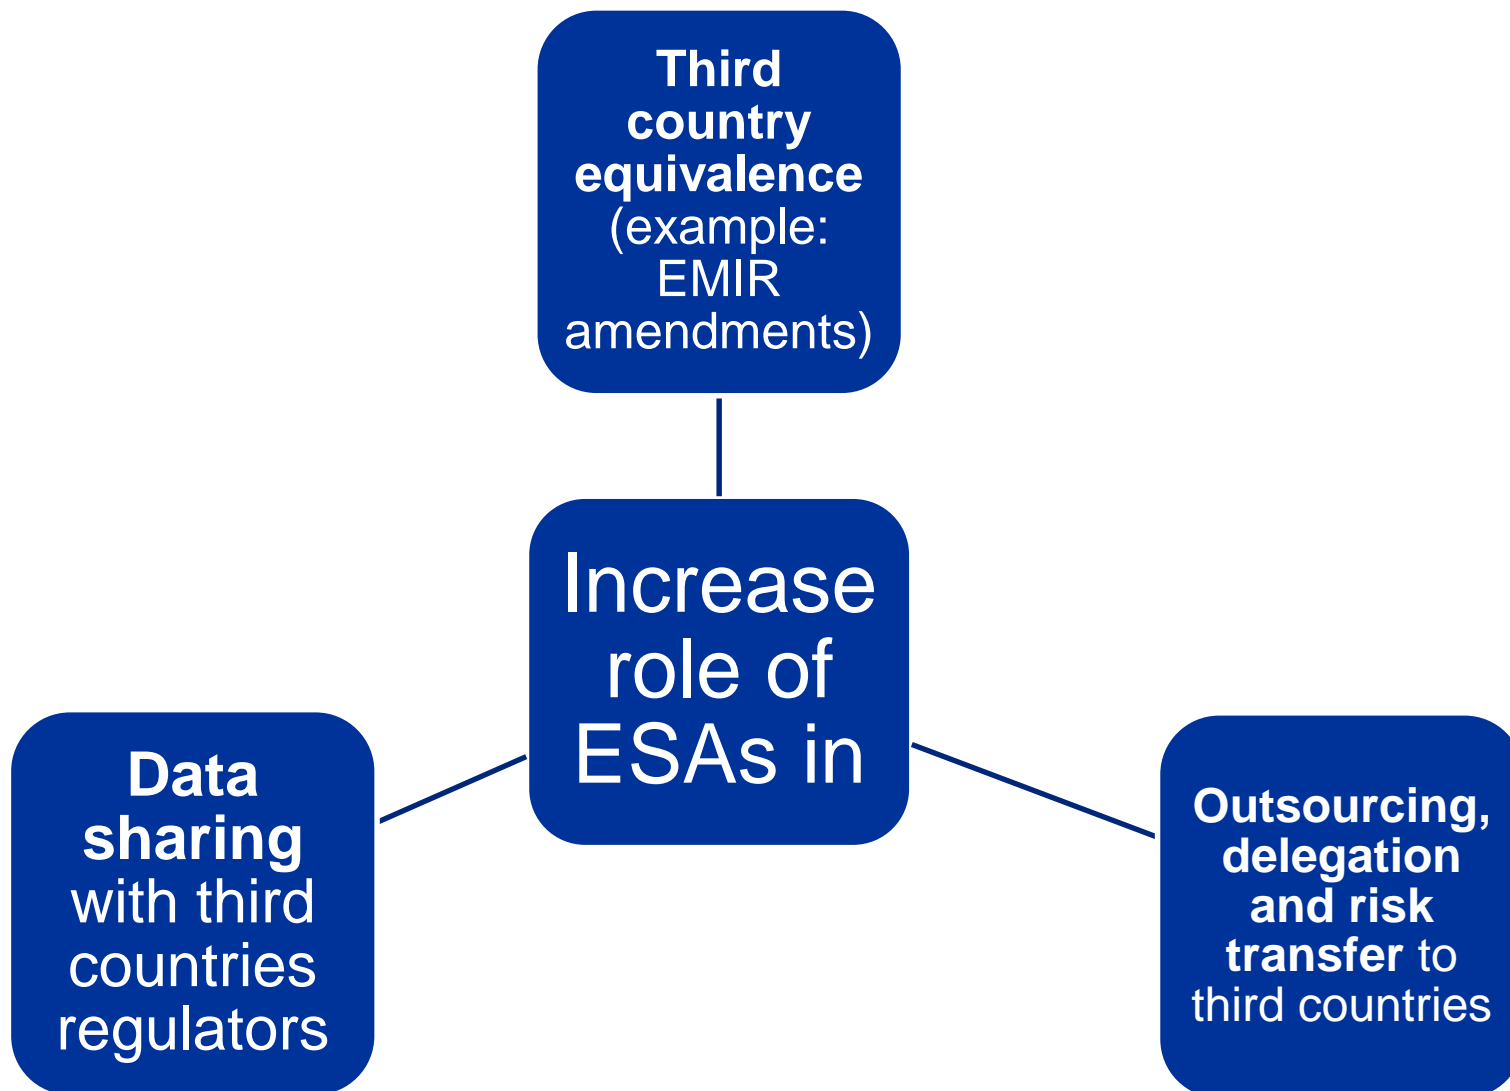 Third
country
equivalence
(example:
EMIR
amendments)
Increase
role of
ESAs in
Data
sharing
with third
countries
regulators
Outsourcing,
delegation
and risk
transfer to
third countries